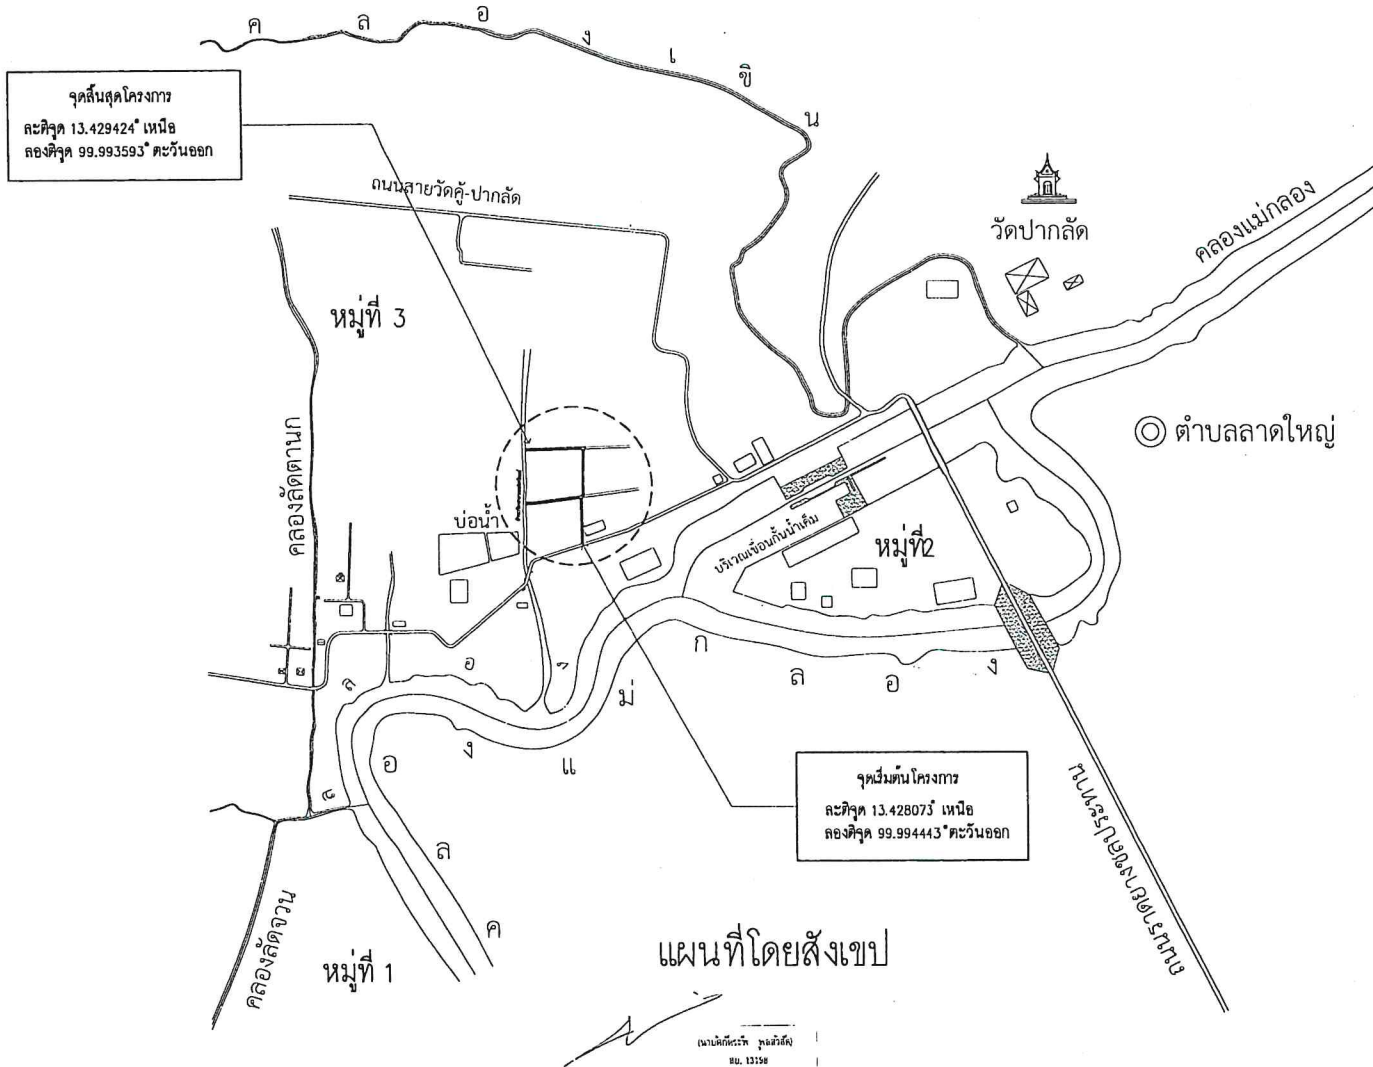 คลองเขิน
จุดสิ้นสุดโครงการ
ละติจูด 13.429424° เหนือ
ลองติจูด 99.993593° ตะวันออก
ถนนสายวัดคู้-ปากลัด
วัดปากลัด
คลองแม่กลอง
หมู่ที่ 3
ตำบลลาดใหญ่
คลองลัดตานก
บ่อน้ำ
บริเวณเขื่อนกั้นน้ำเค็ม
หมู่ที่2
คลองแม่กลอง
จุดเริ่มต้นโครงการ
ละติจูด 13.428073° เหนือ
ลองติจูด 99.994443° ตะวันออก
ถนนราดยางชลประทาน
คลองลัดจวน
หมู่ที่ 1
แผนที่โดยสังเขป
สย. 13158